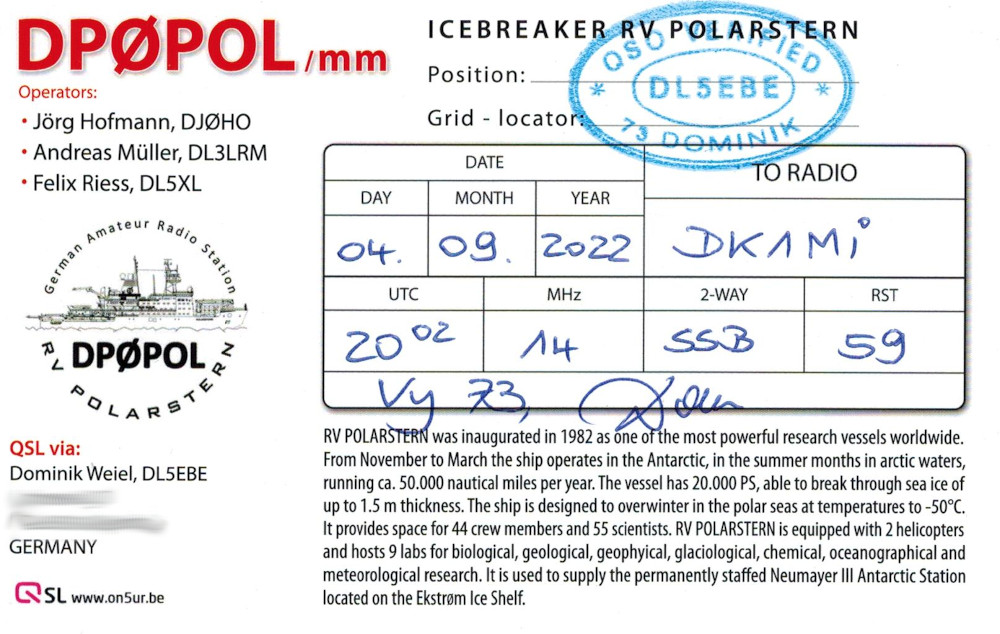 DPØPOL/mm
Operators:
• Jörg Hofmann, DJØHO
• Andreas Müller, DL3LRM
• Felix Riess, DL5XL
German Amateur Radio Station
DPØPOL
RV POLARSTERN
QSL via:
Dominik Weiel, DL5EBE
GERMANY
QSL www.on5ur.be
ICEBREAKER RV POLARSTERN
Position:
Grid - locator:
QSO VERIFIED
* DL5EBE *
73 DOMINIK
DATE
TO RADIO
DAY MONTH YEAR
04. 09. 2022 DK1Mi
UTC MHz 2-WAY RST
20 02 14 SSB 59
Vy 73,
RV POLARSTERN was inaugurated in 1982 as one of the most powerful research vessels worldwide.
From November to March the ship operates in the Antarctic, in the summer months in arctic waters,
running ca. 50.000 nautical miles per year. The vessel has 20.000 PS, able to break through sea ice of
up to 1.5 m thickness. The ship is designed to overwinter in the polar seas at temperatures to -50°C.
It provides space for 44 crew members and 55 scientists. RV POLARSTERN is equipped with 2 helicopters
and hosts 9 labs for biological, geological, geophyical, glaciological, chemical, oceanographical and
meteorological research. It is used to supply the permanently staffed Neumayer III Antarctic Station
located on the Ekstrøm Ice Shelf.